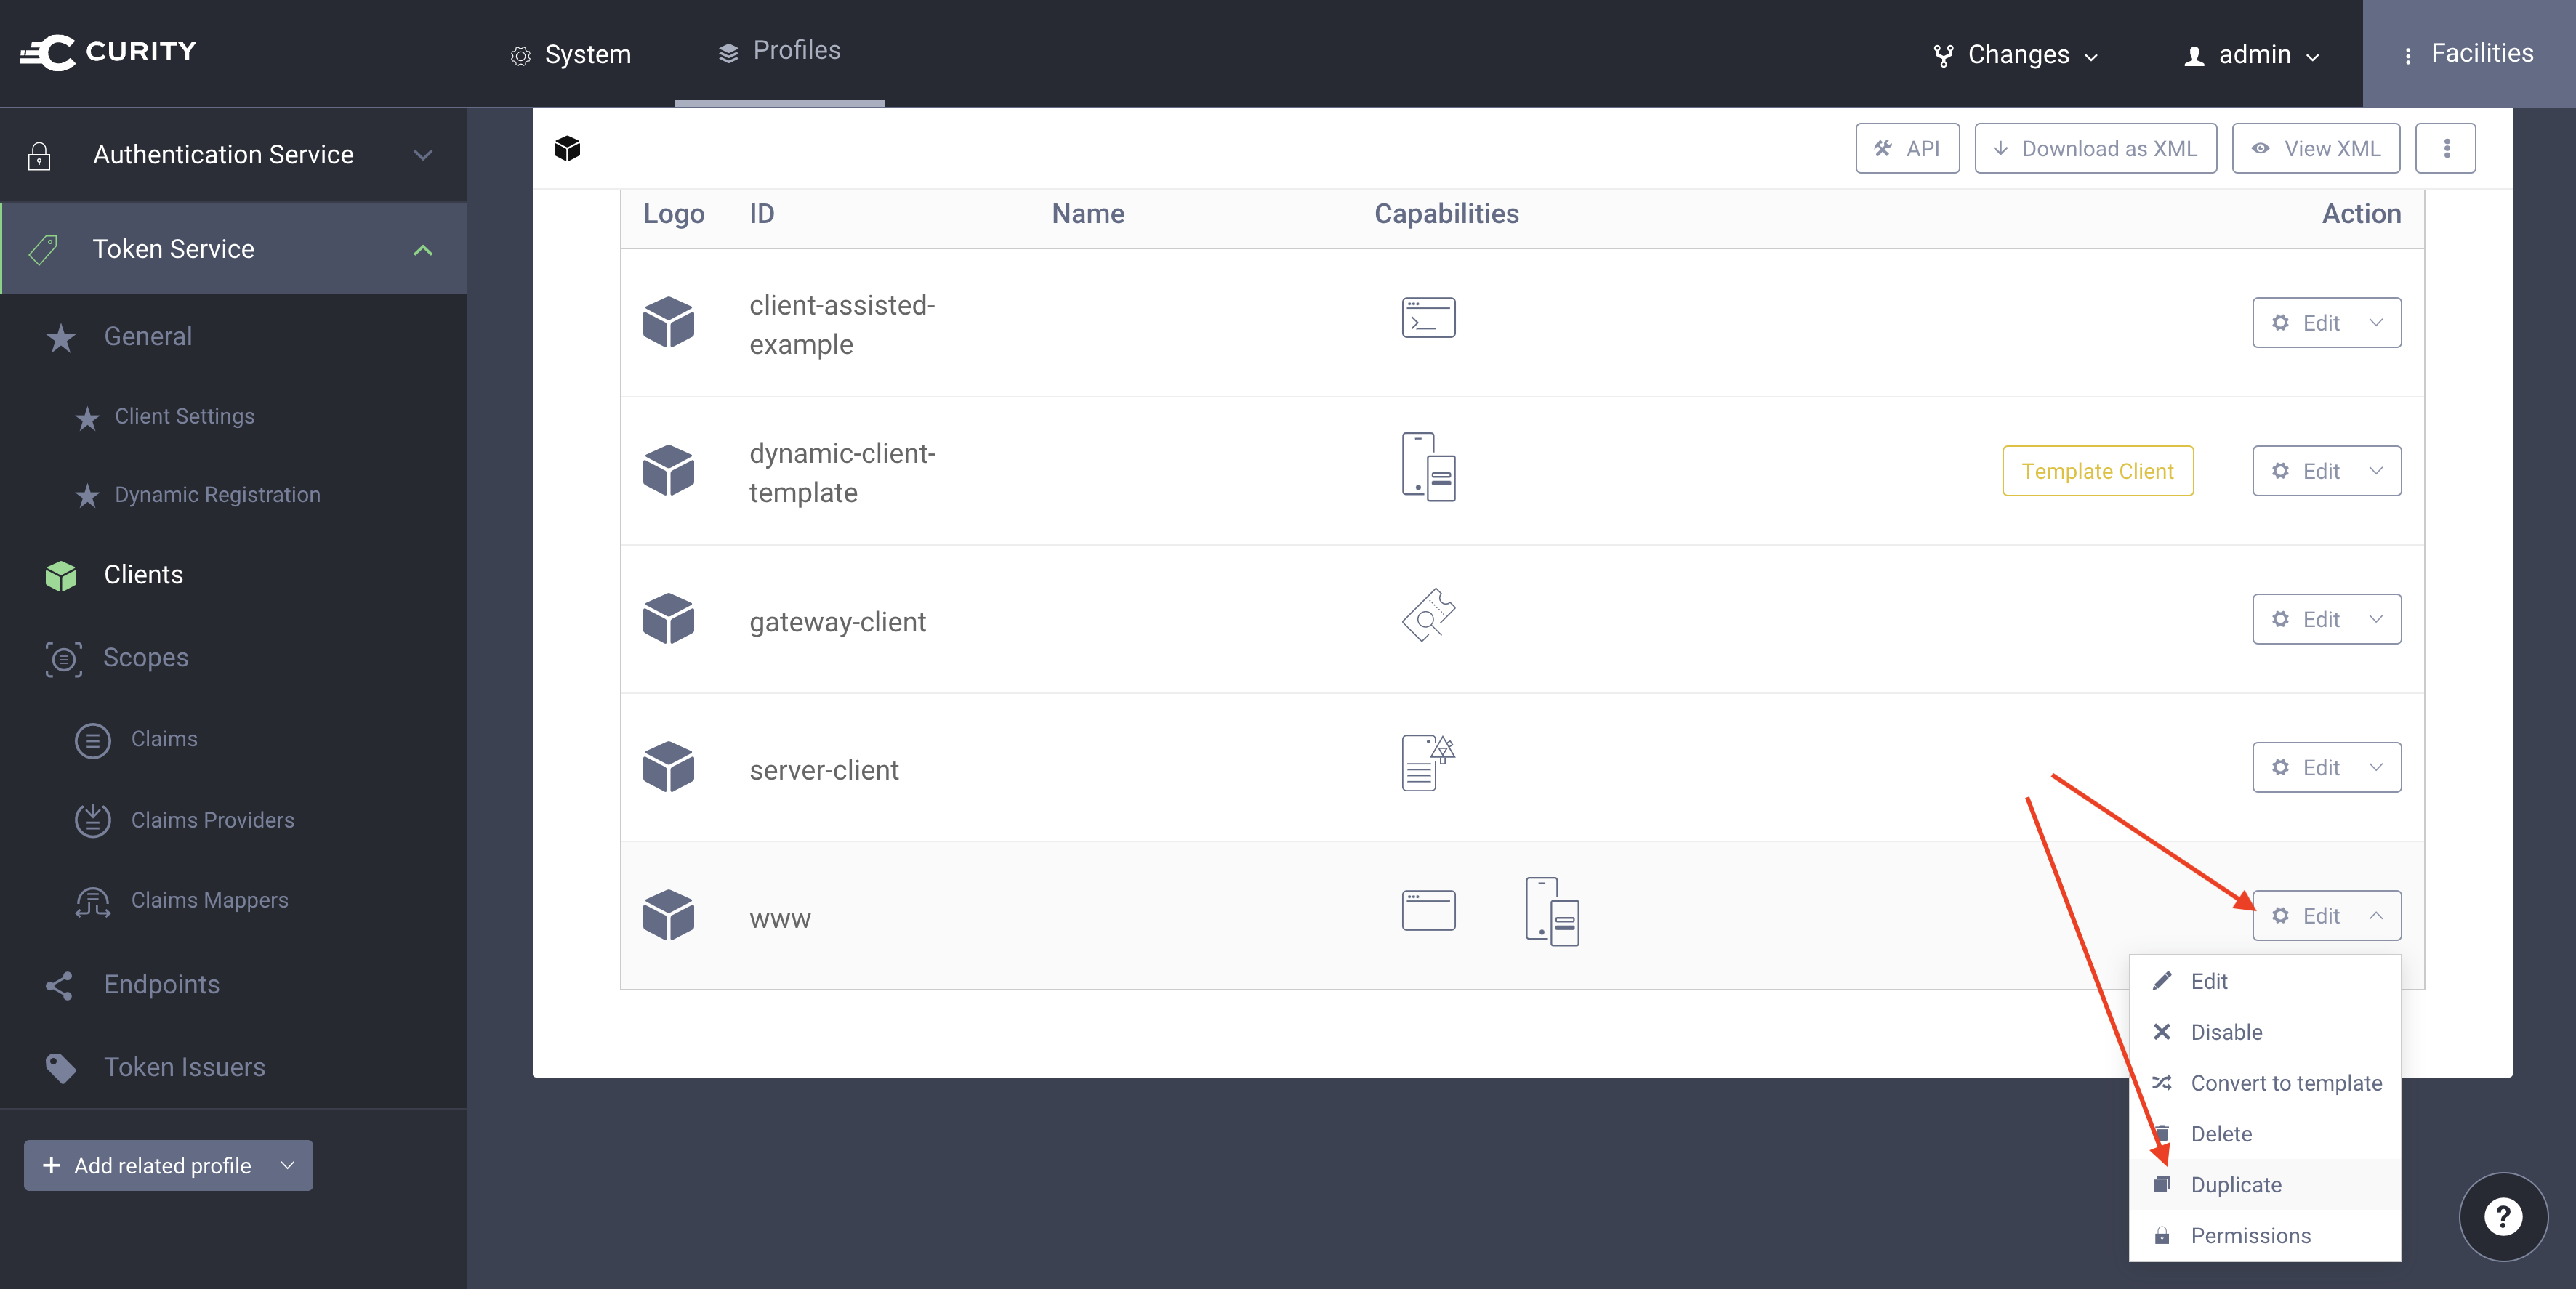 CURITY
System
Profiles
Changes
admin
Facilities
Authentication Service
Token Service
General
Client Settings
Dynamic Registration
Clients
Scopes
Claims
Claims Providers
Claims Mappers
Endpoints
Token Issuers
+ Add related profile
API
Download as XML
View XML
Logo ID Name Capabilities Action
client-assisted-
example
Edit
dynamic-client-
template
Template Client
Edit
gateway-client
Edit
server-client
Edit
www
Edit
Edit
Disable
Convert to template
Delete
Duplicate
Permissions
?